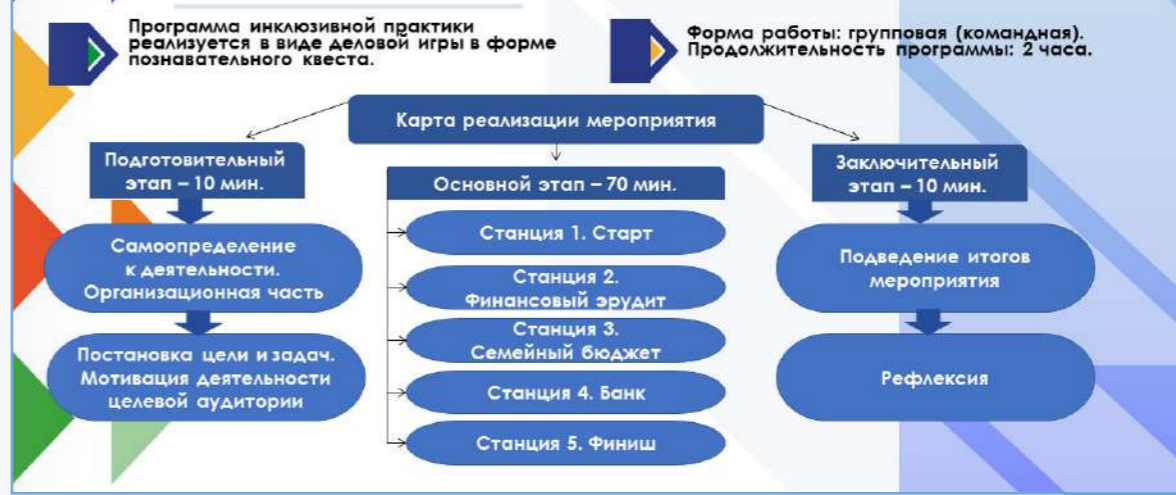 Программа инклюзивной практики
реализуется в виде деловой игры в форме
познавательного квеста.
Форма работы: групповая (командная).
Продолжительность программы: 2 часа.
Карта реализации мероприятия
Подготовительный
этап – 10 мин.
Самоопределение
к деятельности.
Организационная часть
Постановка цели и задач.
Мотивация деятельности
целевой аудитории
Основной этап – 70 мин.
Станция 1. Старт
Станция 2.
Финансовый эрудит
Станция 3.
Семейный бюджет
Станция 4. Банк
Станция 5. Финиш
Заключительный
этап – 10 мин.
Подведение итогов
мероприятия
Рефлексия